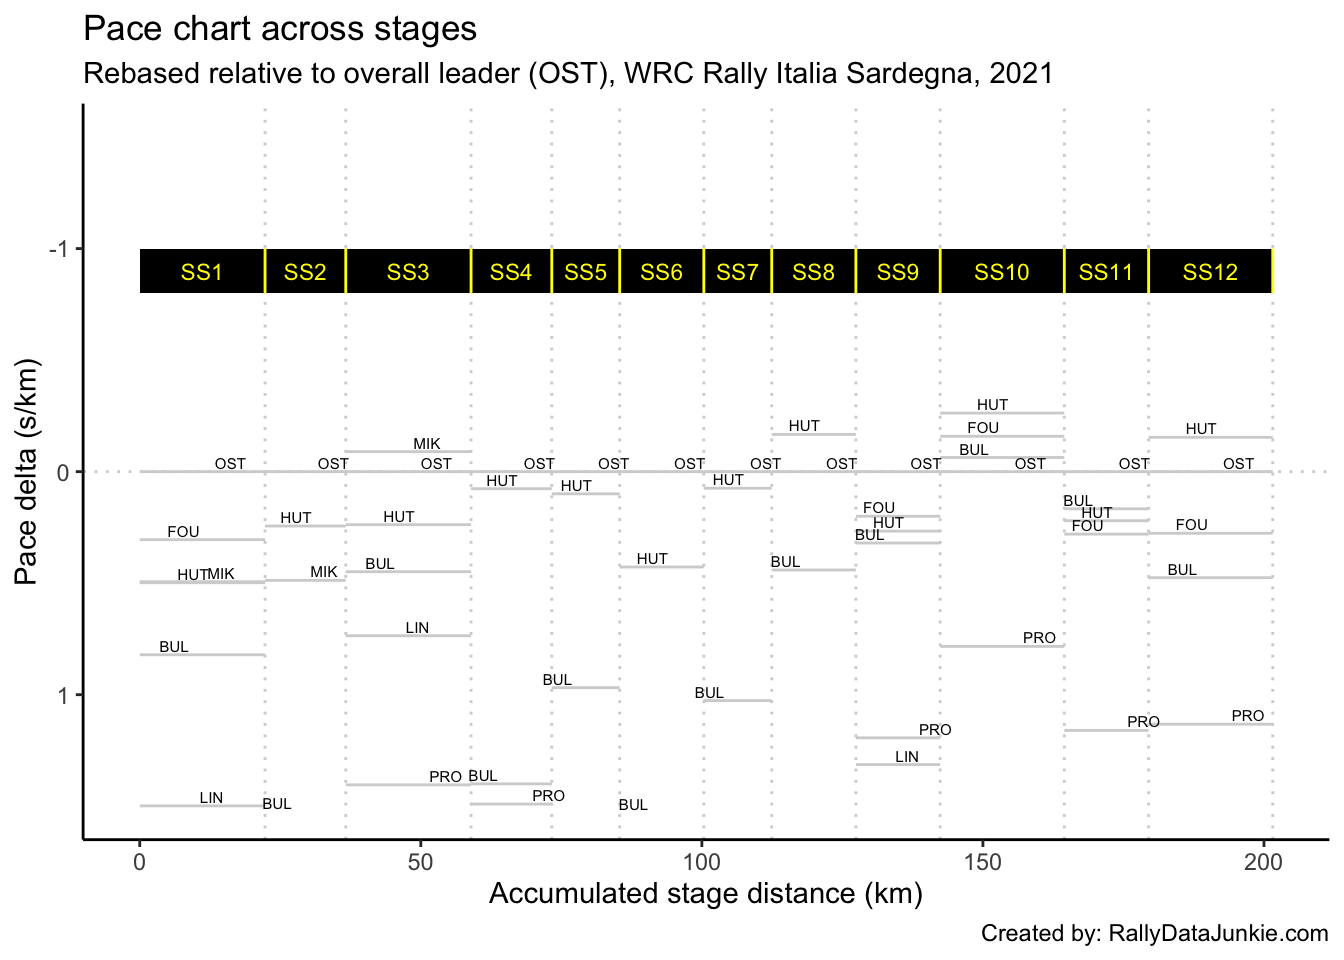 Pace chart across stages
Rebased relative to overall leader (OST), WRC Rally Italia Sardegna, 2021
-1
SS1 SS2 SS3 SS4 SS5 SS6 SS7 SS8 SS9 SS10 SS11 SS12
HUT
HUT FOU HUT
MIK BUL
0 OST OST OST OST OST OST OST OST OST OST OST OST
HUT HUT HUT
BUL
FOU HUT HUT FOU HUT FOU FOU
HUT BUL
HUT BUL
HUT MIK MIK BUL BUL
LIN PRO
BUL
1 BUL BUL
PRO PRO PRO
LIN
PRO BUL
LIN BUL PRO BUL
0 50 100 150 200
Pace delta (s/km)
Accumulated stage distance (km)
Created by: RallyDataJunkie.com